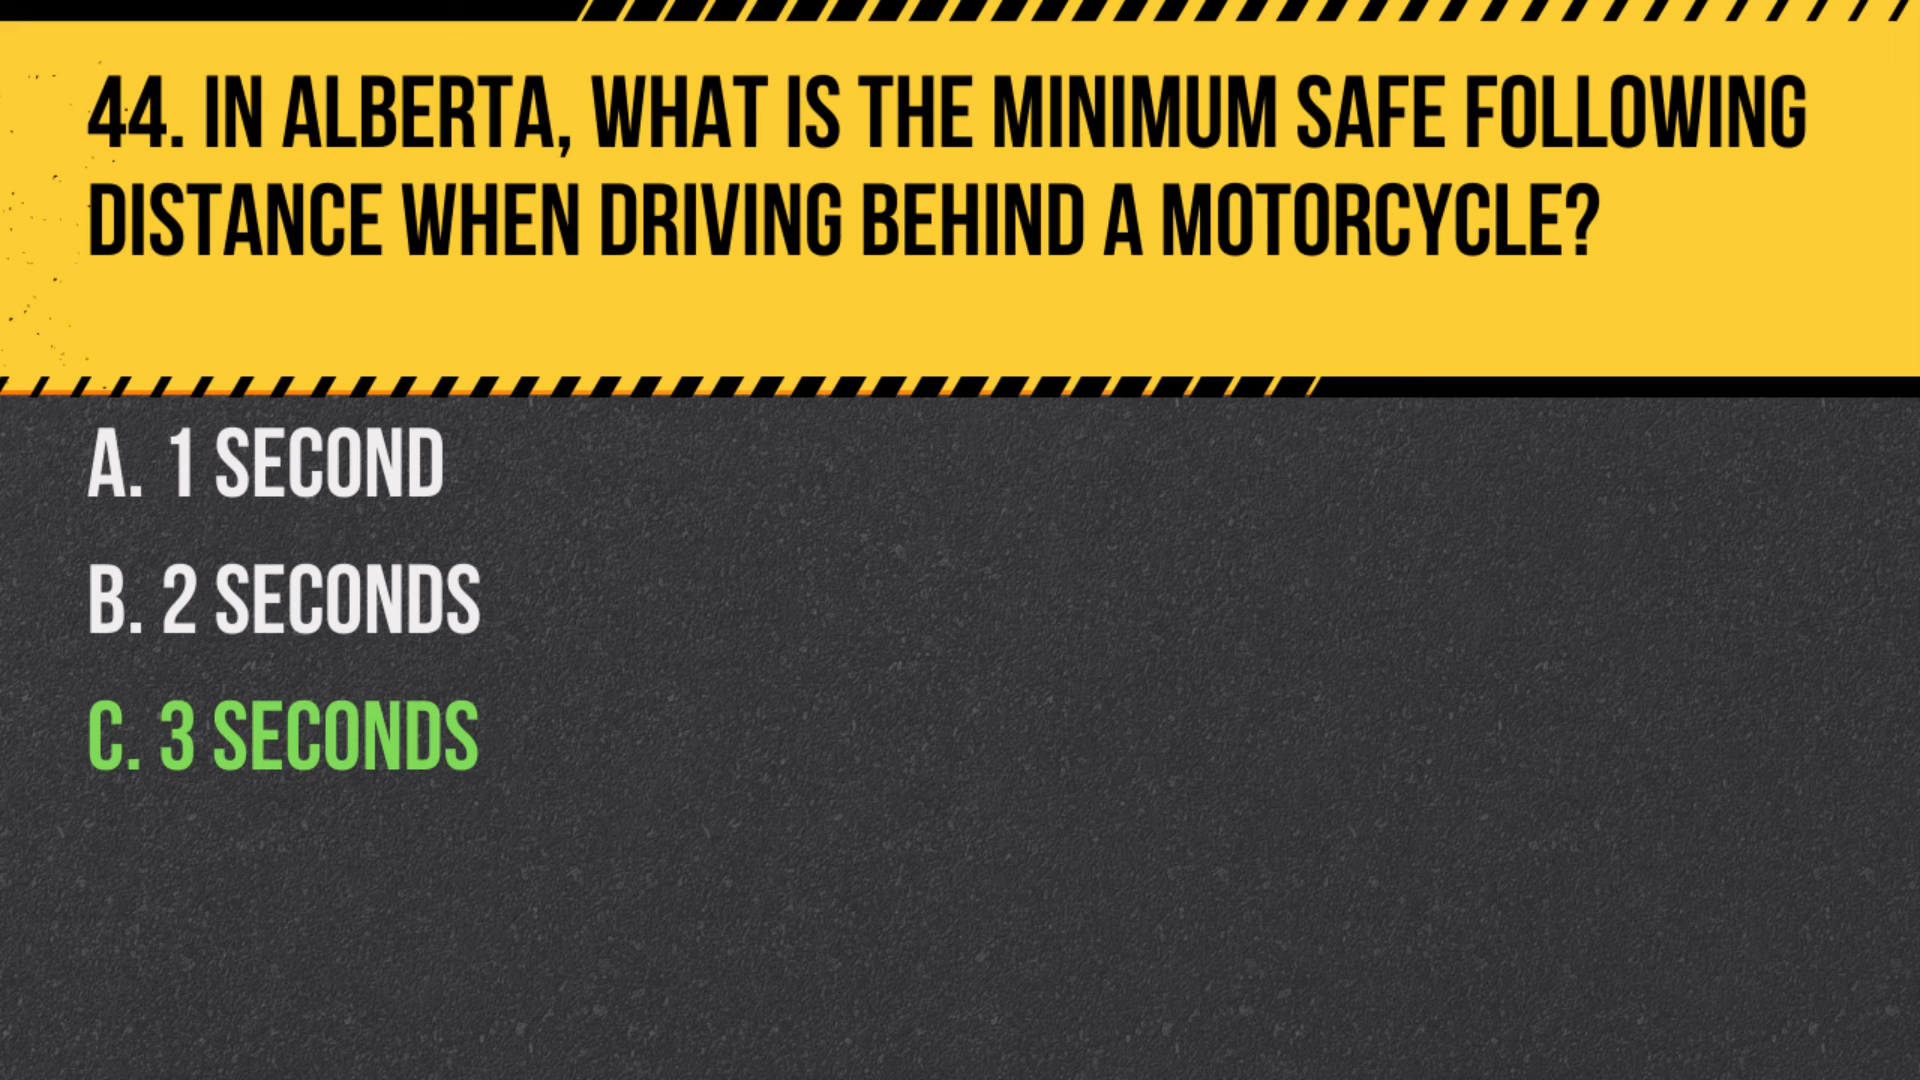 44. IN ALBERTA, WHAT IS THE MINIMUM SAFE FOLLOWING
DISTANCE WHEN DRIVING BEHIND A MOTORCYCLE?
A. 1 SECOND
B. 2 SECONDS
C. 3 SECONDS